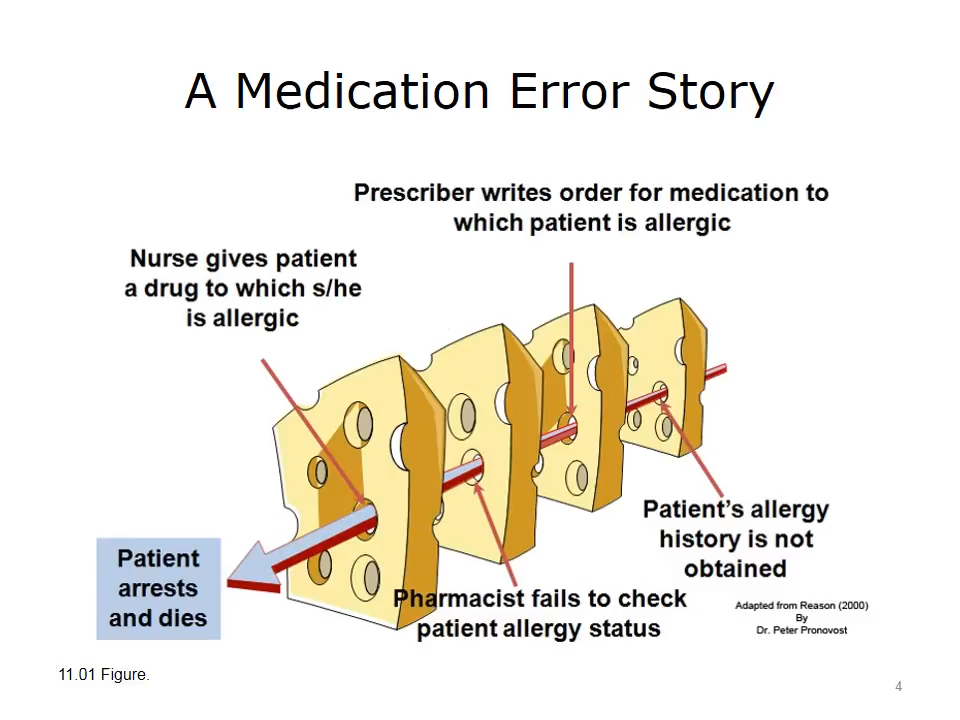 A Medication Error Story
Prescriber writes order for medication to
which patient is allergic
Nurse gives patient
a drug to which s/he
is allergic
Patient's allergy
history is not
obtained
Patient
arrests
and dies
Pharmacist fails to check
patient allergy status
Adapted from Reason (2000)
By
Dr. Peter Pronovost
11.01 Figure.
4